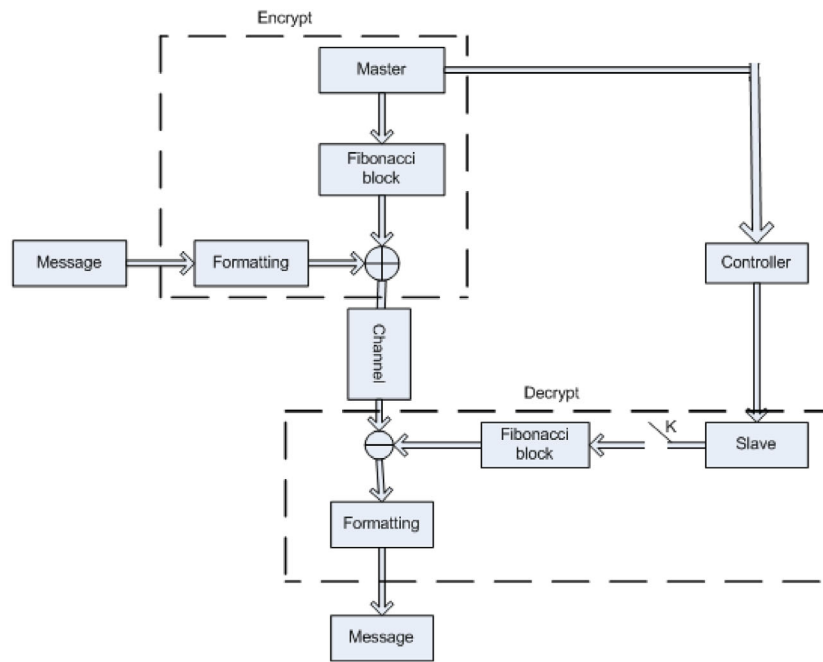 Encrypt
Master
Fibonacci
block
Message
Formatting
Controller
Channel
Decrypt
K
Fibonacci
block
Slave
Formatting
Message